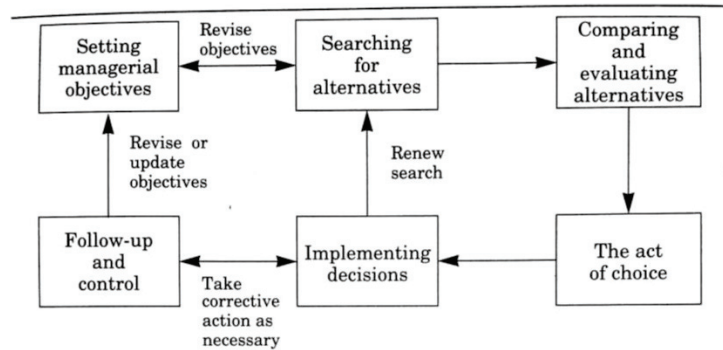 Setting
managerial
objectives
Revise
objectives
Searching
for
alternatives
Comparing
and
evaluating
alternatives
Revise or
update
objectives
Renew
search
Follow-up
and
control
Take
corrective
action as
necessary
Implementing
decisions
The act
of choice